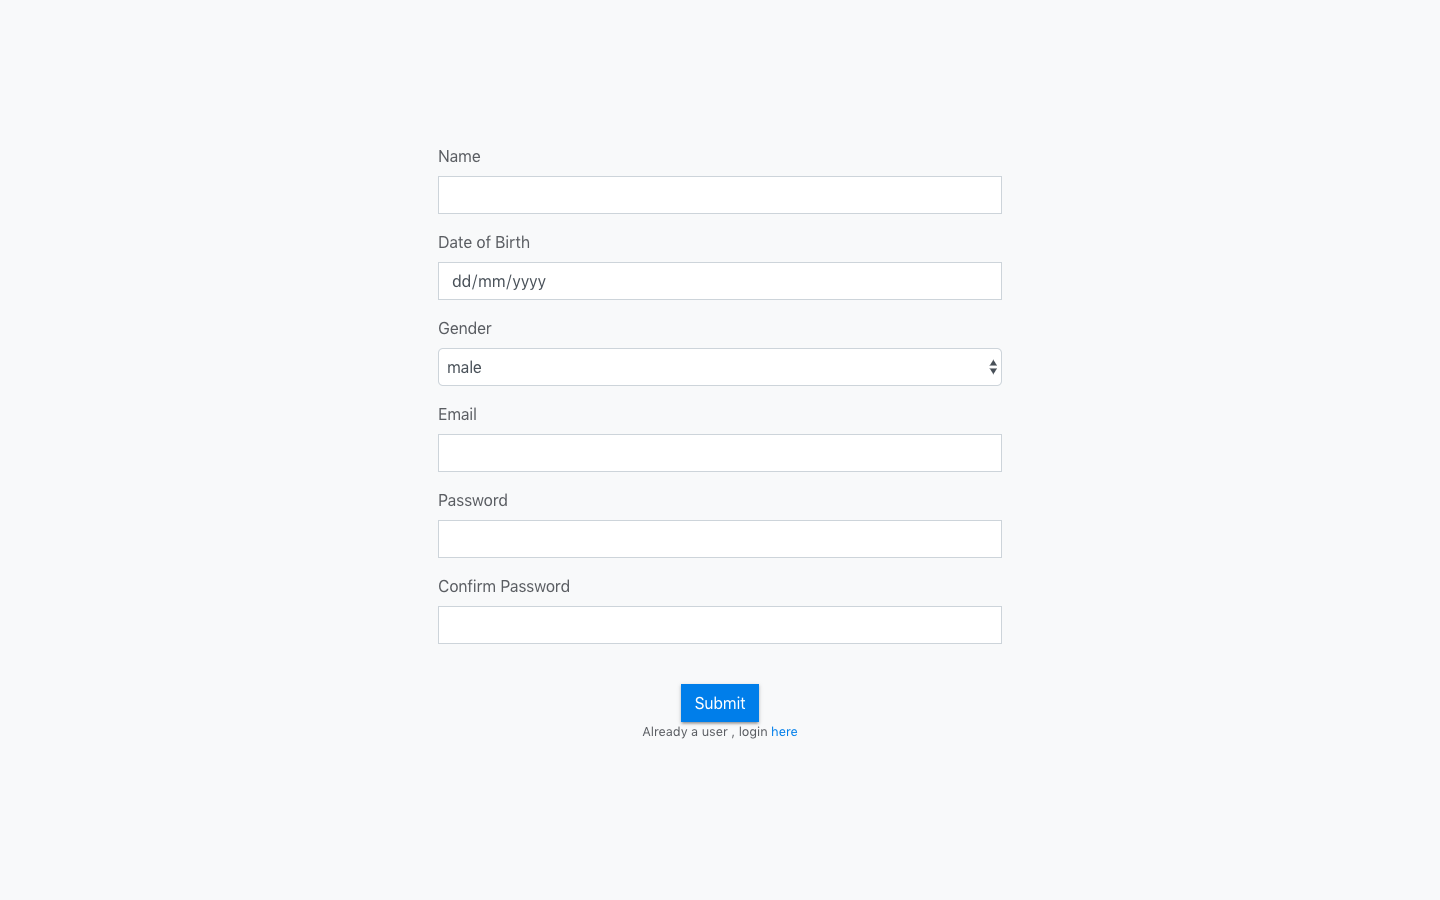 Name
Date of Birth
dd/mm/yyyy
Gender
male
Email
Password
Confirm Password
Submit
Already a user , login here